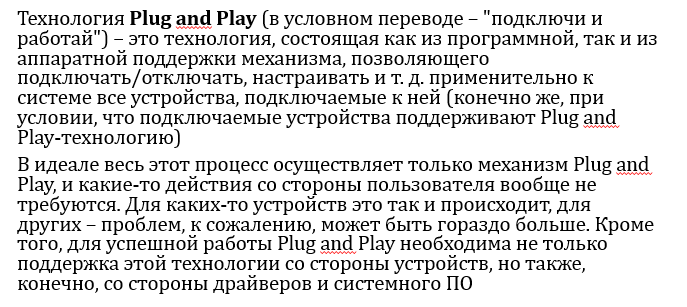 Технология Plug and Play (в условном переводе – "подключи и
работай") – это технология, состоящая как из программной, так и из
аппаратной поддержки механизма, позволяющего
подключать/отключать, настраивать и т. д. применительно к
системе все устройства, подключаемые к ней (конечно же, при
условии, что подключаемые устройства поддерживают Plug and
Play-технологию)
В идеале весь этот процесс осуществляет только механизм Plug and
Play, и какие-то действия со стороны пользователя вообще не
требуются. Для каких-то устройств это так и происходит, для
других – проблем, к сожалению, может быть гораздо больше. Кроме
того, для успешной работы Plug and Play необходима не только
поддержка этой технологии со стороны устройств, но также,
конечно, со стороны драйверов и системного ПО